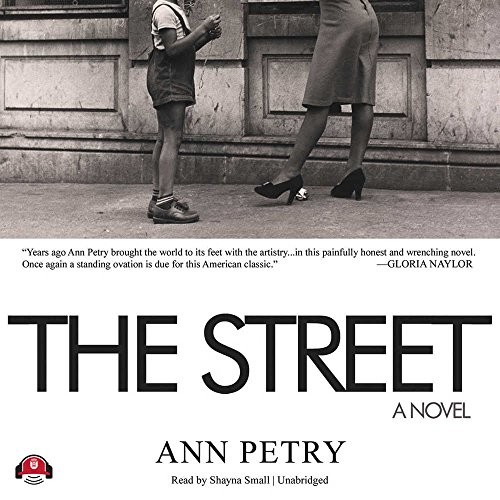 “Years ago Ann Petry brought the world to its feet with the artistry...in this painfully honest and wrenching novel.
Once again a standing ovation is due for this American classic.” —GLORIA NAYLOR
THE STREET
A NOVEL
ANN PETRY
Read by Shayna Small | Unabridged